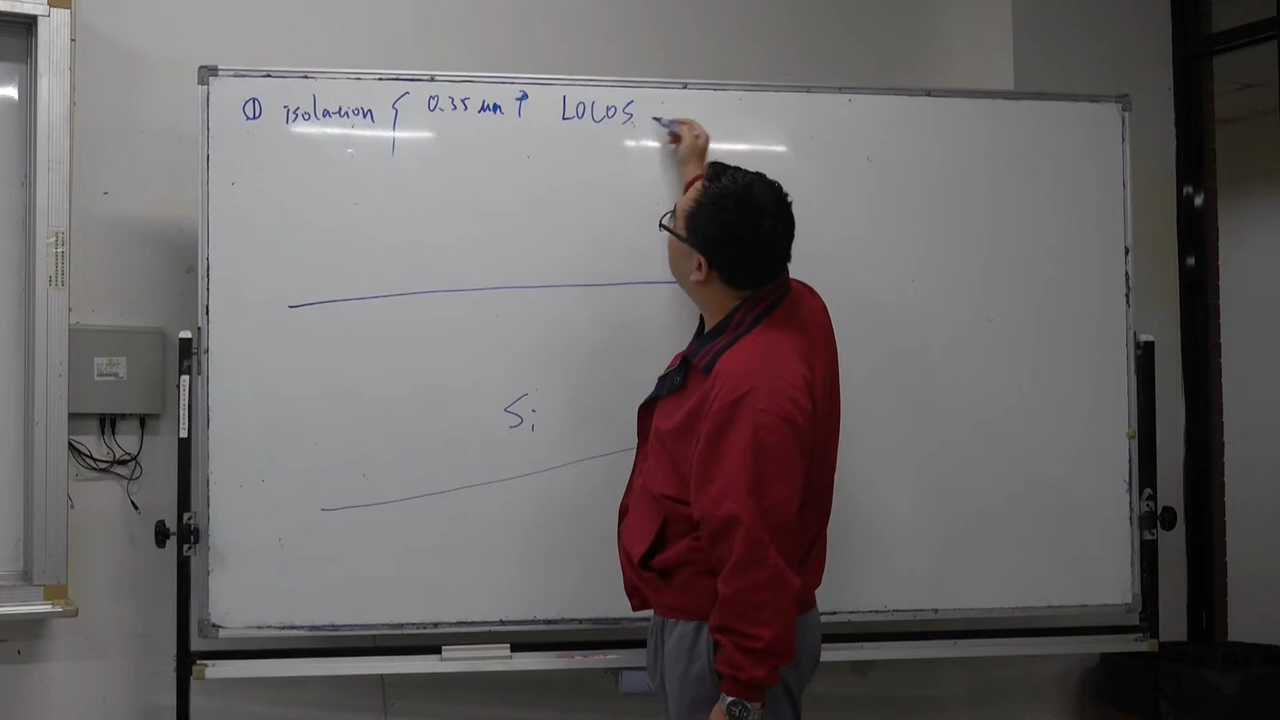 ① isolation { 0.35 um ↑ LOCOS
Si